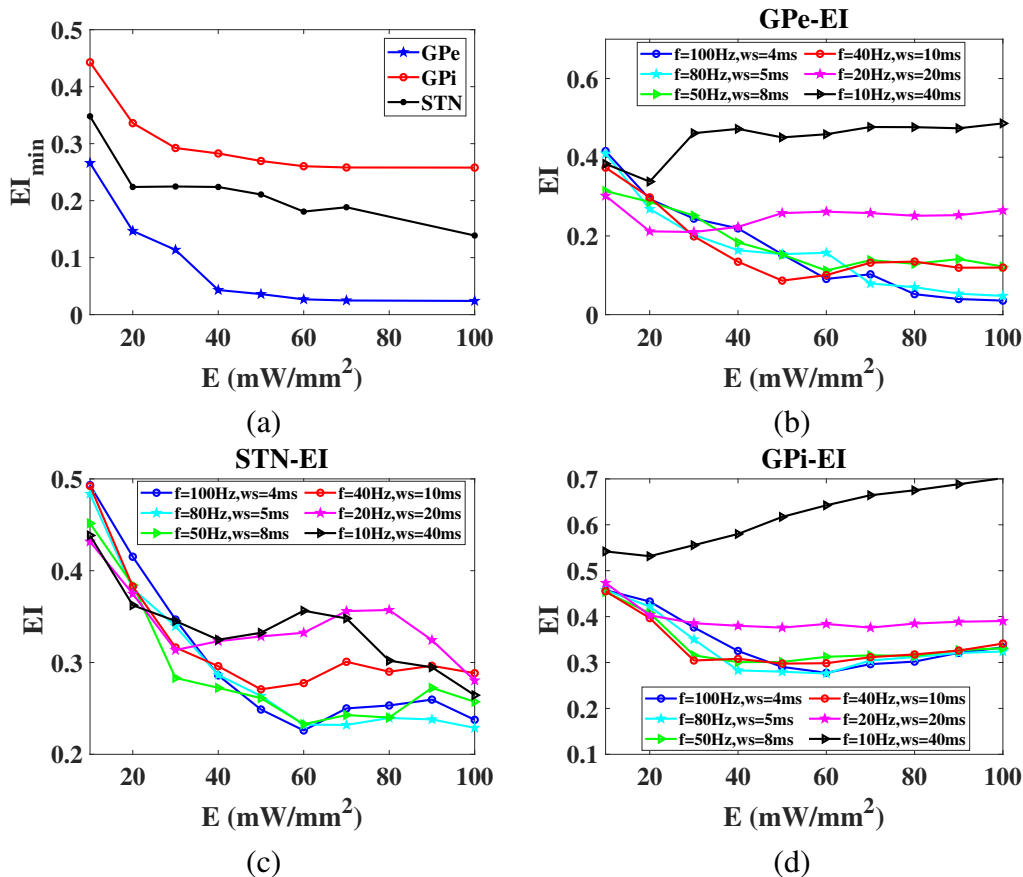 0.5
0.4
0.3
0.2
0.1
0
EI_min
GPe
GPi
STN
20 40 60 80 100
E (mW/mm²)
(a)
GPe-EI
0.6
0.4
0.2
0
EI
f=100Hz,ws=4ms f=40Hz,ws=10ms
f=80Hz,ws=5ms f=20Hz,ws=20ms
f=50Hz,ws=8ms f=10Hz,ws=40ms
20 40 60 80 100
E (mW/mm²)
(b)
STN-EI
0.5
0.4
0.3
0.2
EI
f=100Hz,ws=4ms f=40Hz,ws=10ms
f=80Hz,ws=5ms f=20Hz,ws=20ms
f=50Hz,ws=8ms f=10Hz,ws=40ms
20 40 60 80 100
E (mW/mm²)
(c)
GPi-EI
0.7
0.6
0.5
0.4
0.3
0.2
0.1
EI
f=100Hz,ws=4ms f=40Hz,ws=10ms
f=80Hz,ws=5ms f=20Hz,ws=20ms
f=50Hz,ws=8ms f=10Hz,ws=40ms
20 40 60 80 100
E (mW/mm²)
(d)